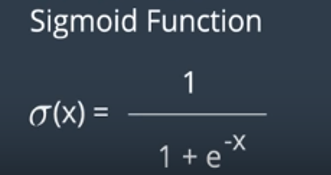 Sigmoid Function
σ(x) = 1
1 + e^-x